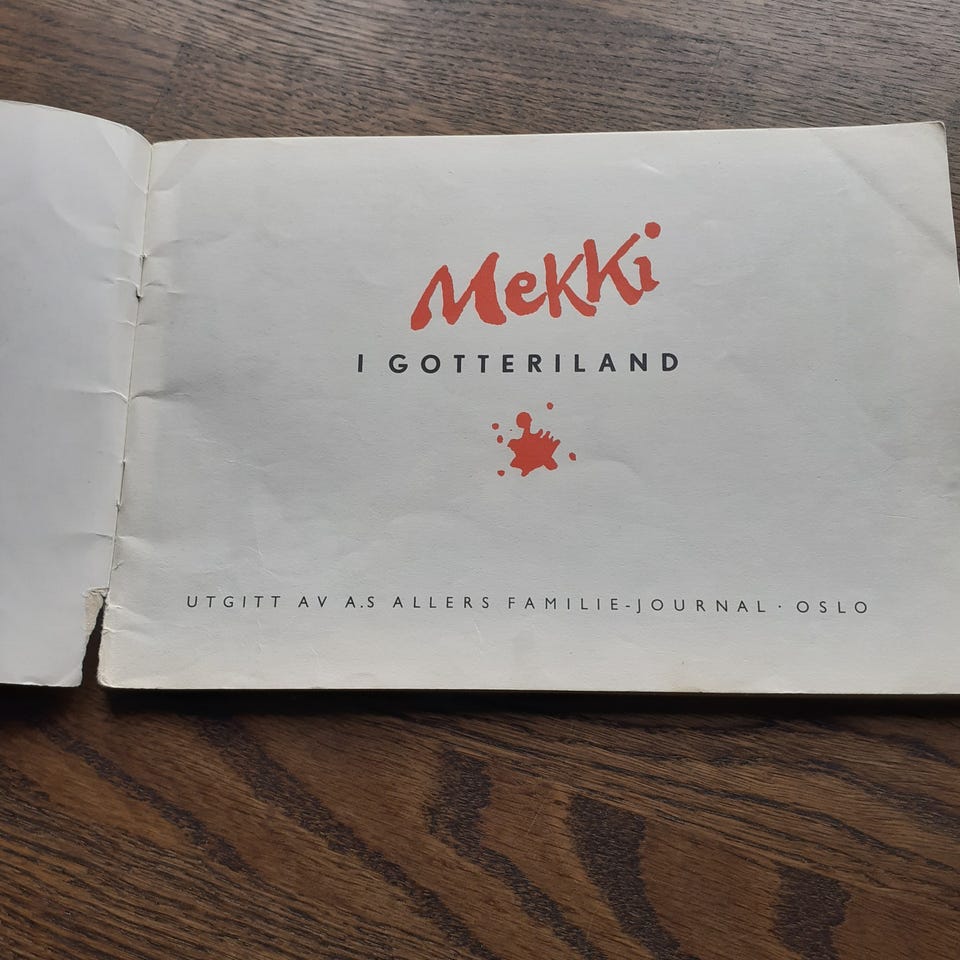 Mekki
I GOTTERILAND
UTGITT AV A.S ALLERS FAMILIE-JOURNAL · OSLO